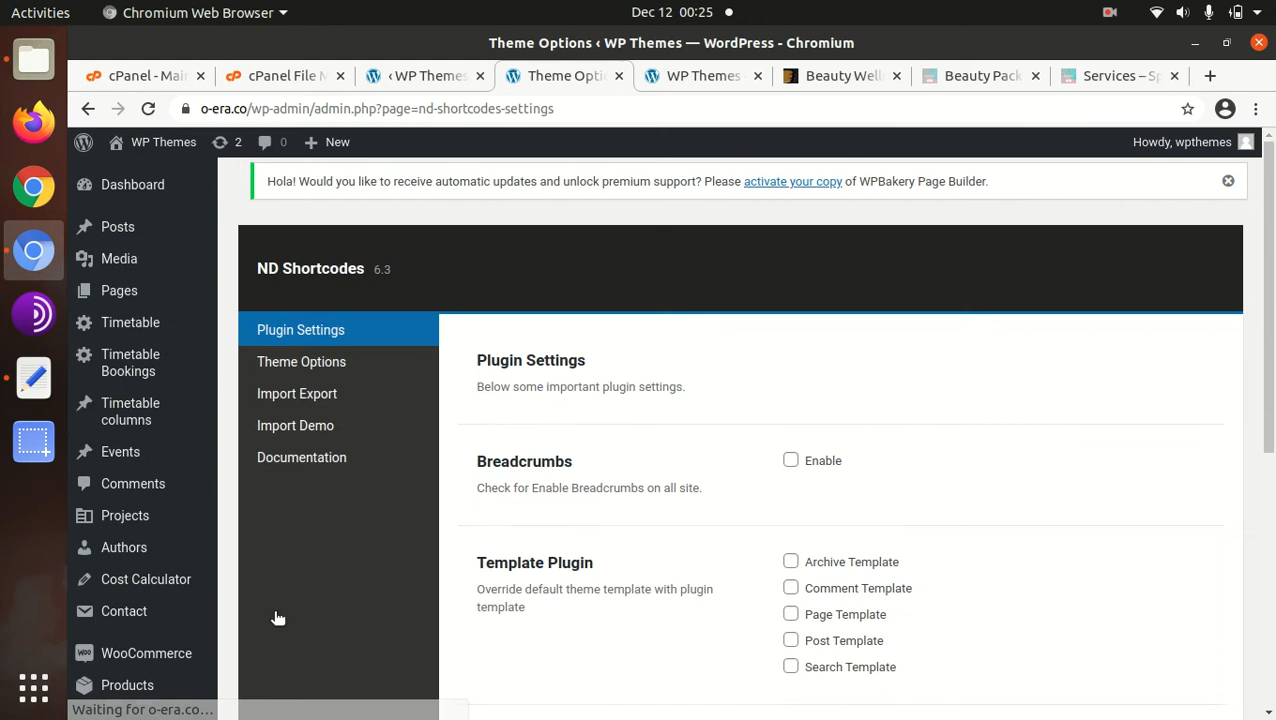 Activities
Chromium Web Browser
Dec 12 00:25
Theme Options ‹ WP Themes — WordPress - Chromium
cPanel - Main
cPanel File M
‹ WP Themes
Theme Optio
WP Themes -
Beauty Well
Beauty Pack
Services – Sp
o-era.co/wp-admin/admin.php?page=nd-shortcodes-settings
WP Themes
2
0
New
Howdy, wpthemes
Hola! Would you like to receive automatic updates and unlock premium support? Please activate your copy of WPBakery Page Builder.
Dashboard
Posts
Media
Pages
Timetable
Timetable
Bookings
Timetable
columns
Events
Comments
Projects
Authors
Cost Calculator
Contact
WooCommerce
Products
ND Shortcodes 6.3
Plugin Settings
Theme Options
Import Export
Import Demo
Documentation
Plugin Settings
Below some important plugin settings.
Breadcrumbs
Enable
Check for Enable Breadcrumbs on all site.
Template Plugin
Override default theme template with plugin
template
Archive Template
Comment Template
Page Template
Post Template
Search Template
Waiting for o-era.co...